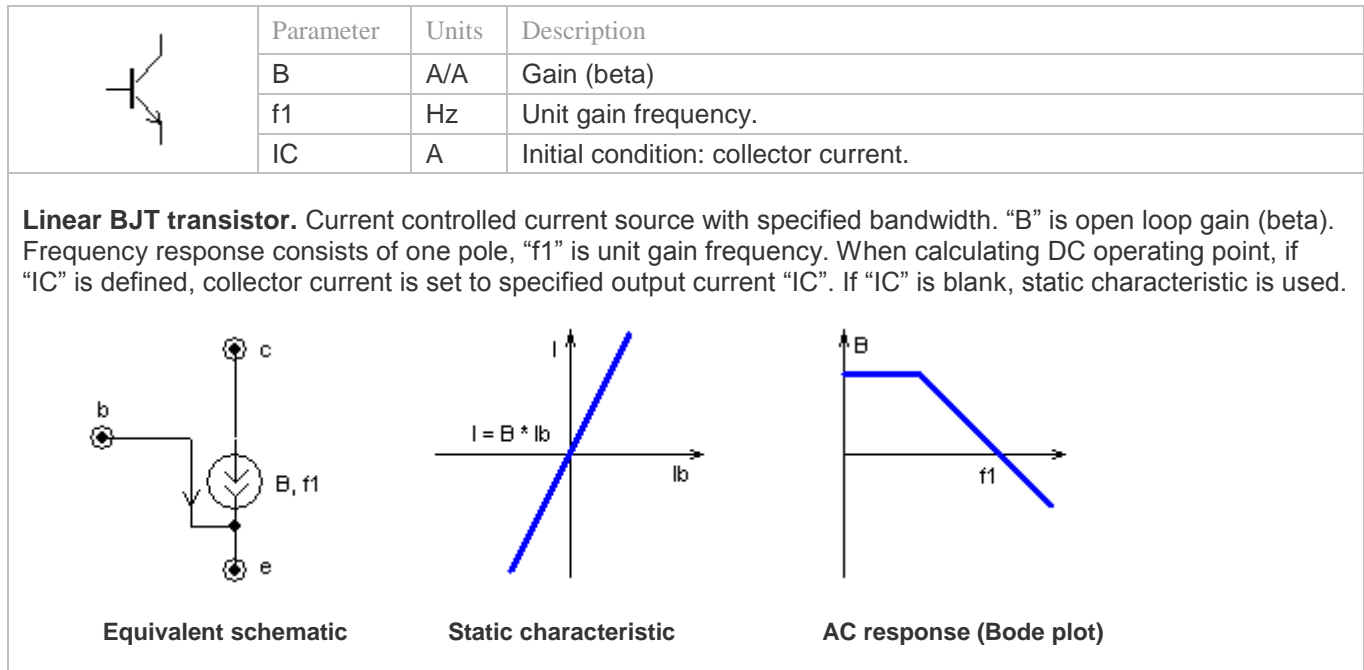 Parameter Units Description
B A/A Gain (beta)
f1 Hz Unit gain frequency.
IC A Initial condition: collector current.
Linear BJT transistor. Current controlled current source with specified bandwidth. “B” is open loop gain (beta).
Frequency response consists of one pole, “f1” is unit gain frequency. When calculating DC operating point, if
“IC” is defined, collector current is set to specified output current “IC”. If “IC” is blank, static characteristic is used.
c
b
B, f1
e
I
I = B * Ib
Ib
B
f1
Equivalent schematic
Static characteristic
AC response (Bode plot)